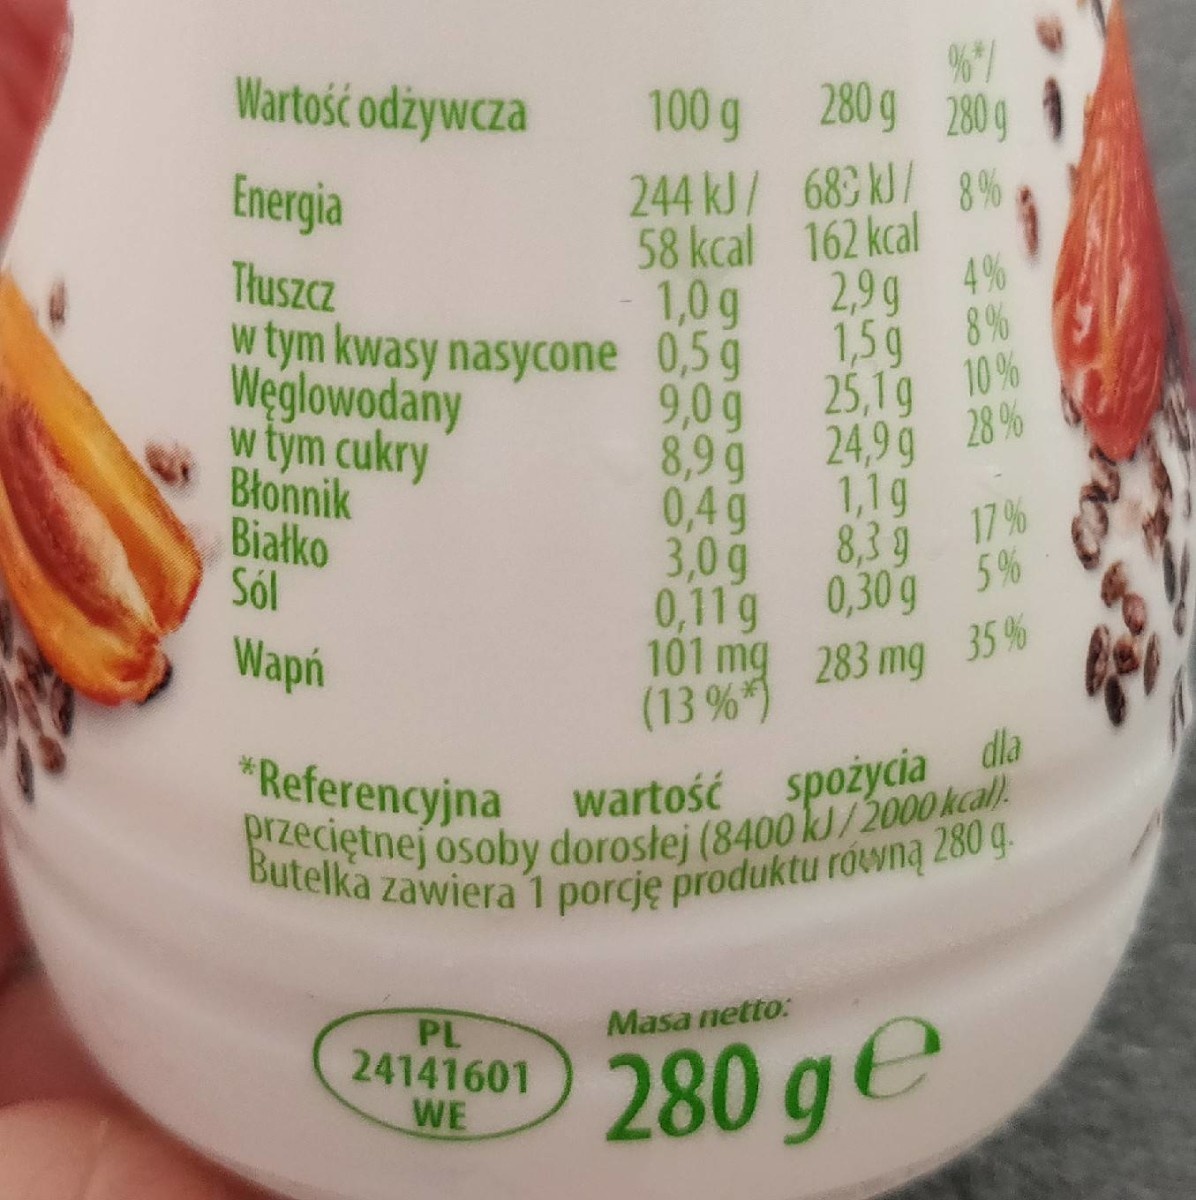 Wartość odżywcza 100 g 280 g %*/ 280 g
Energia 244 kJ / 58 kcal 683 kJ / 162 kcal 8 %
Tłuszcz 1,0 g 2,9 g 4 %
w tym kwasy nasycone 0,5 g 1,5 g 8 %
Węglowodany 9,0 g 25,1 g 10 %
w tym cukry 8,9 g 24,9 g 28 %
Błonnik 0,4 g 1,1 g -
Białko 3,0 g 8,3 g 17 %
Sól 0,11 g 0,30 g 5 %
Wapń 101 mg (13 %*) 283 mg 35 %
*Referencyjna wartość spożycia dla
przeciętnej osoby dorosłej (8400 kJ / 2000 kcal).
Butelka zawiera 1 porcję produktu równą 280 g.
PL
24141601
WE
Masa netto:
280 g e